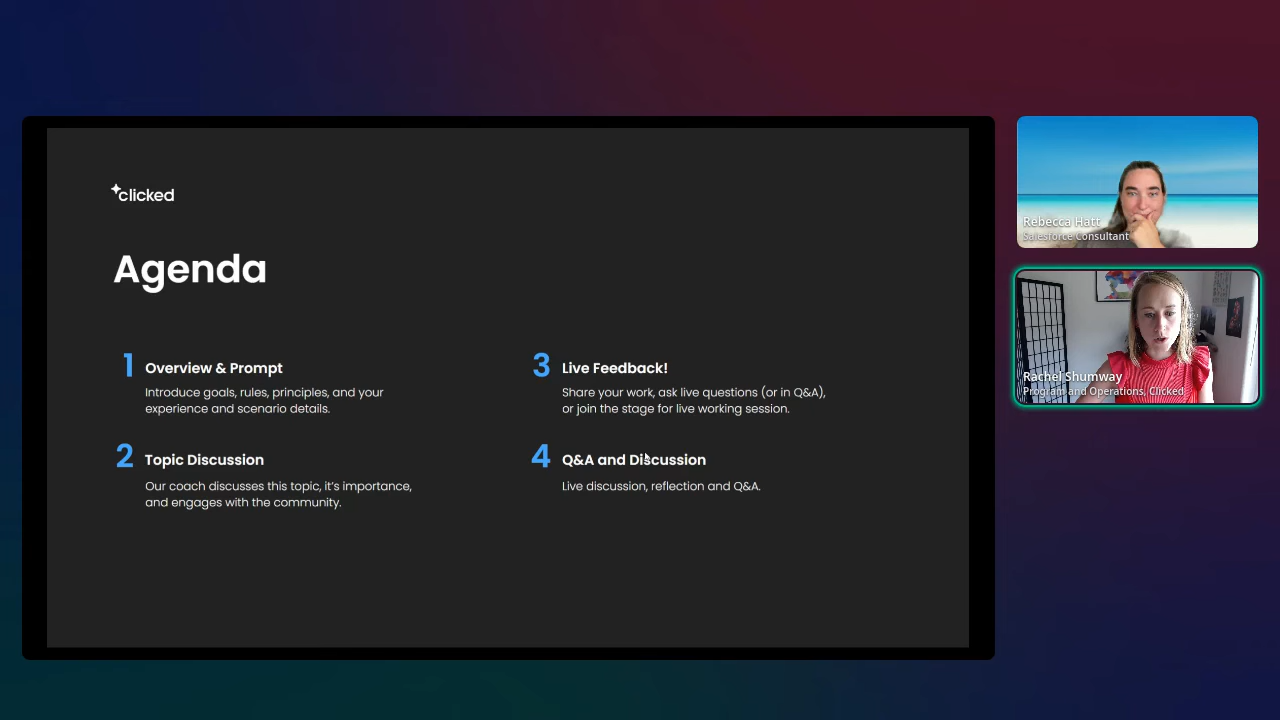 clicked
Agenda
1 Overview & Prompt
Introduce goals, rules, principles, and your
experience and scenario details.
2 Topic Discussion
Our coach discusses this topic, it's importance,
and engages with the community.
3 Live Feedback!
Share your work, ask live questions (or in Q&A),
or join the stage for live working session.
4 Q&A and Discussion
Live discussion, reflection and Q&A.
Rebecca Hatt
Salesforce Consultant
Rachel Shumway
Program and Operations, Clicked